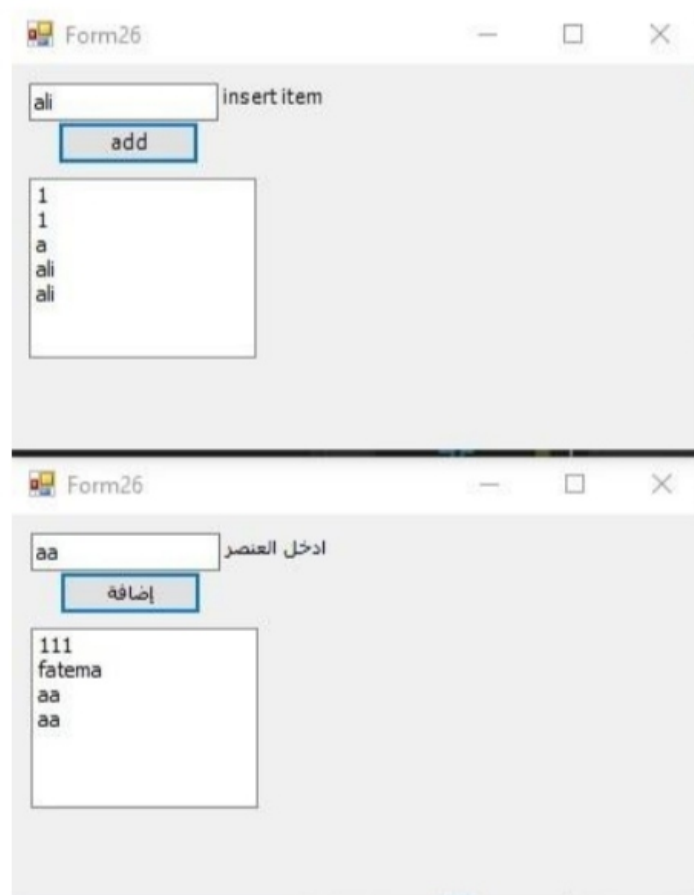 Form26
ali insert item
add
1
1
a
ali
ali
Form26
aa ادخل العنصر
إضافة
111
fatema
aa
aa